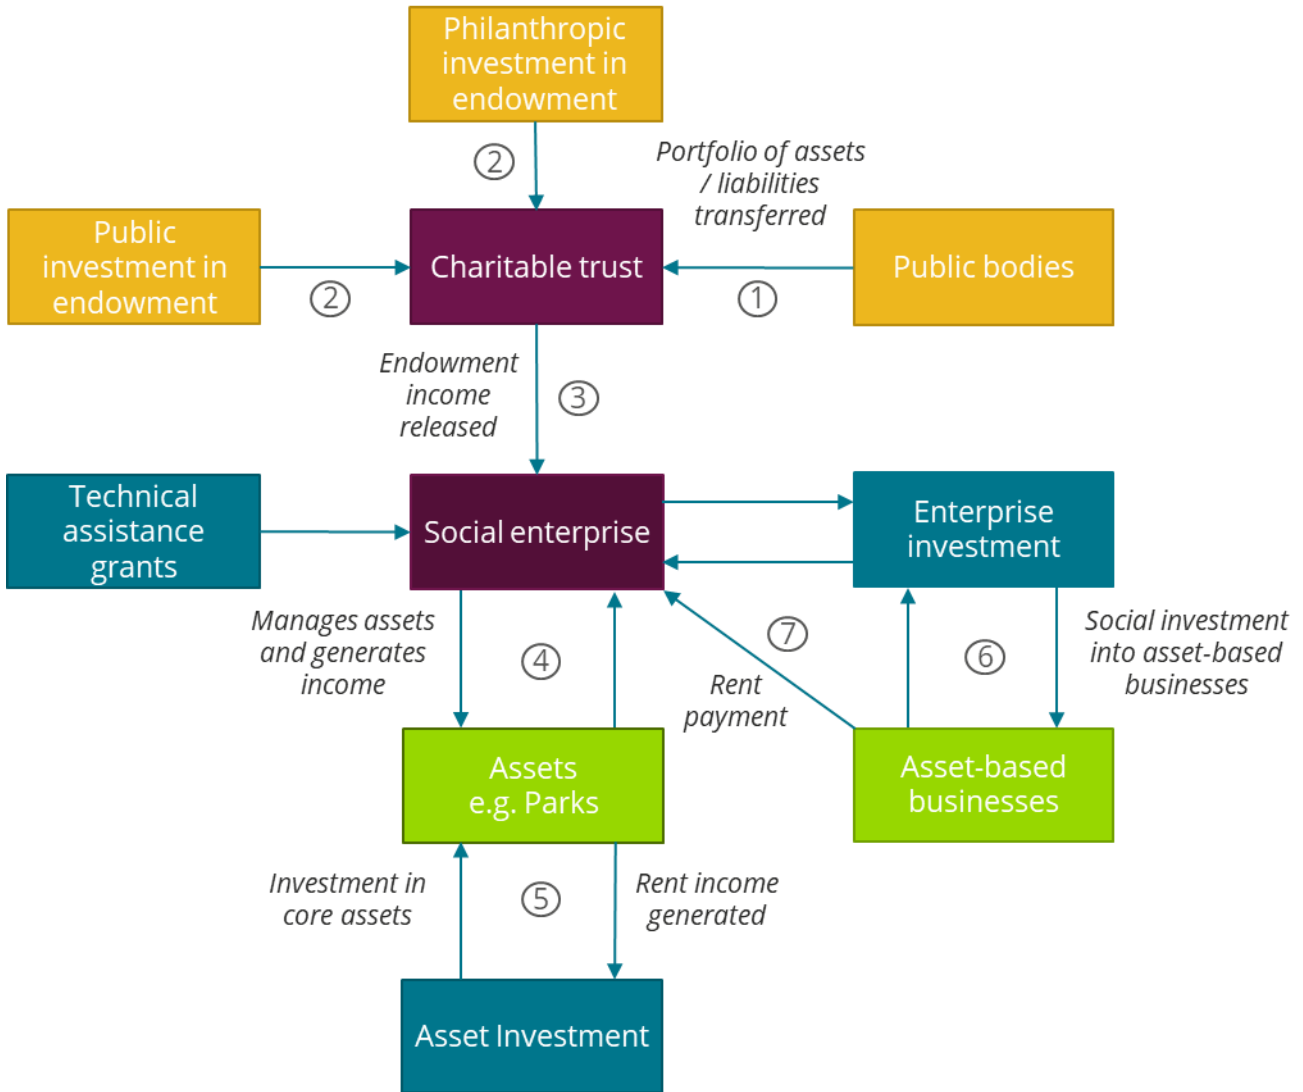 Philanthropic
investment in
endowment
②
Portfolio of assets
/ liabilities
transferred
Public
investment in
endowment
②
Charitable trust
①
Public bodies
Endowment
income
released
③
Technical
assistance
grants
Social enterprise
Enterprise
investment
Manages assets
and generates
income
④
⑦
Rent
payment
⑥
Social investment
into asset-based
businesses
Assets
e.g. Parks
Asset-based
businesses
Investment in
core assets
⑤
Rent income
generated
Asset Investment